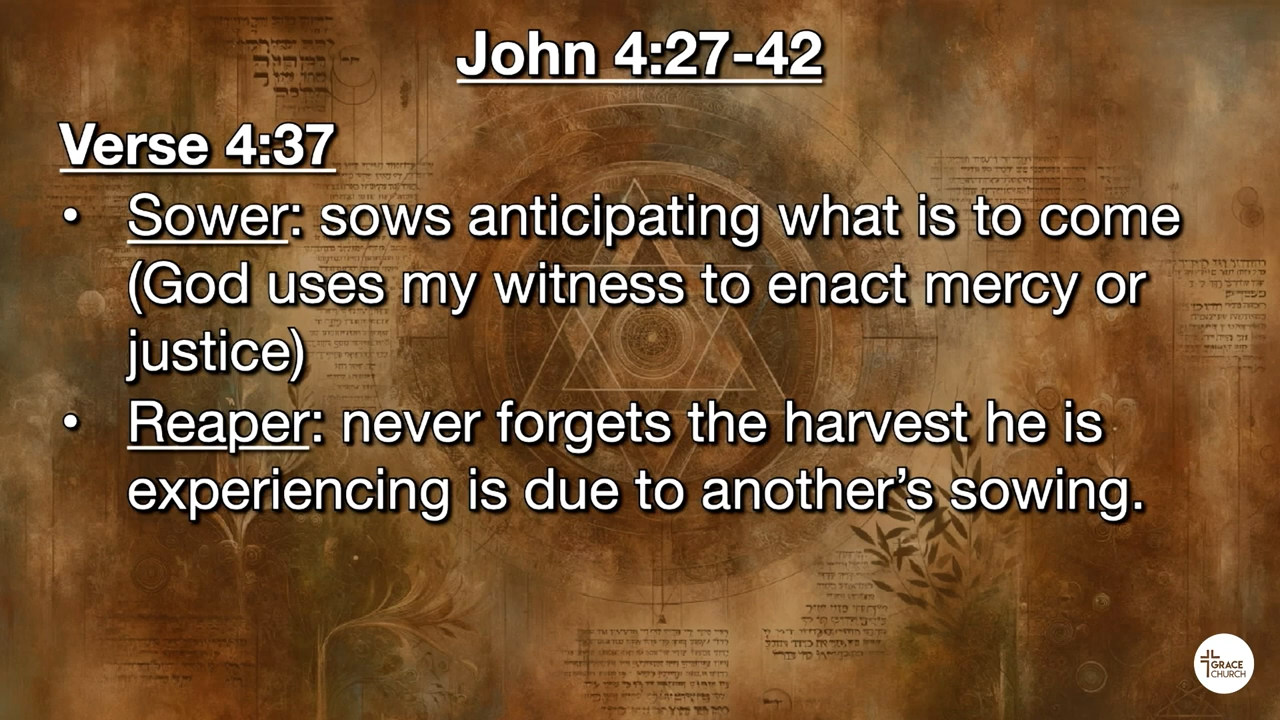 John 4:27-42
Verse 4:37
• Sower: sows anticipating what is to come
(God uses my witness to enact mercy or
justice)
• Reaper: never forgets the harvest he is
experiencing is due to another’s sowing.
GRACE
CHURCH